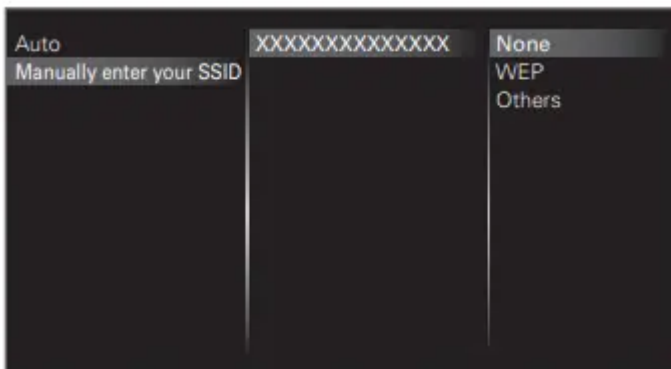 Auto
Manually enter your SSID
XXXXXXXXXXXXXX
None
WEP
Others